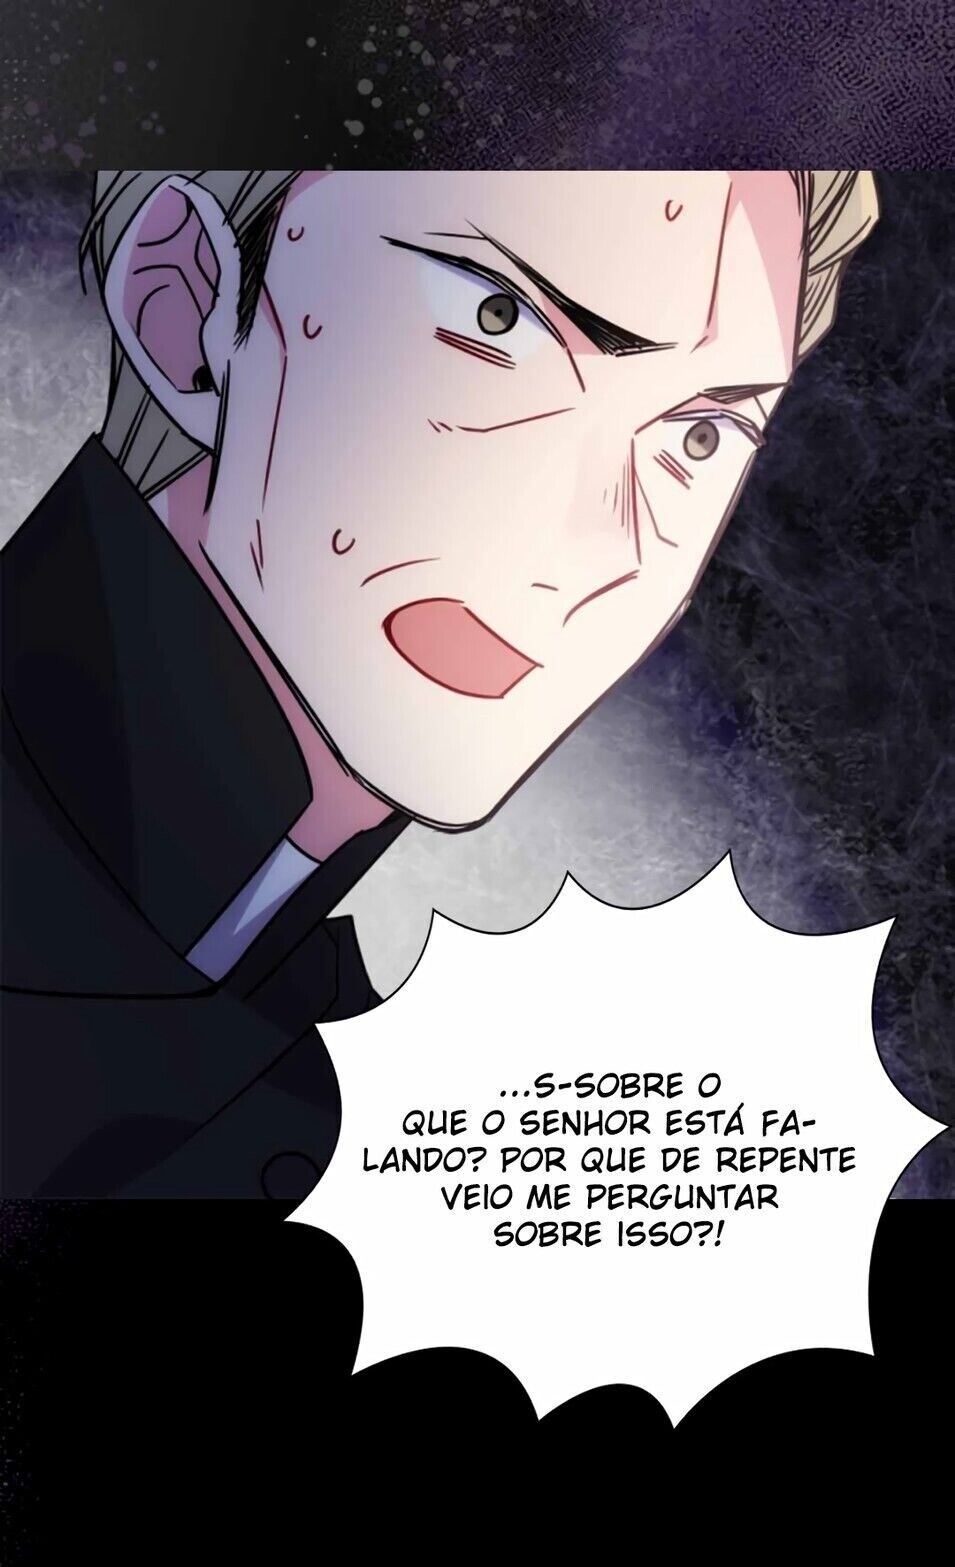 ...S-SOBRE O
QUE O SENHOR ESTÁ FA-
LANDO? POR QUE DE REPENTE
VEIO ME PERGUNTAR
SOBRE ISSO?!